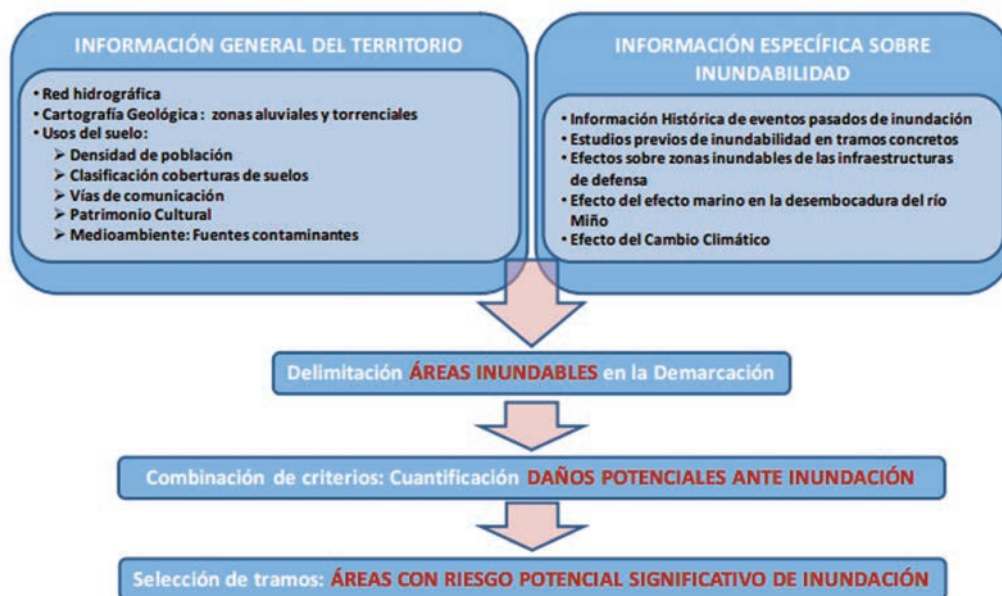 INFORMACIÓN GENERAL DEL TERRITORIO
• Red hidrográfica
• Cartografía Geológica : zonas aluviales y torrenciales
• Usos del suelo:
➢ Densidad de población
➢ Clasificación coberturas de suelos
➢ Vías de comunicación
➢ Patrimonio Cultural
➢ Medioambiente: Fuentes contaminantes
INFORMACIÓN ESPECÍFICA SOBRE
INUNDABILIDAD
• Información Histórica de eventos pasados de inundación
• Estudios previos de inundabilidad en tramos concretos
• Efectos sobre zonas inundables de las infraestructuras
de defensa
• Efecto del efecto marino en la desembocadura del río
Miño
• Efecto del Cambio Climático
Delimitación ÁREAS INUNDABLES en la Demarcación
Combinación de criterios: Cuantificación DAÑOS POTENCIALES ANTE INUNDACIÓN
Selección de tramos: ÁREAS CON RIESGO POTENCIAL SIGNIFICATIVO DE INUNDACIÓN